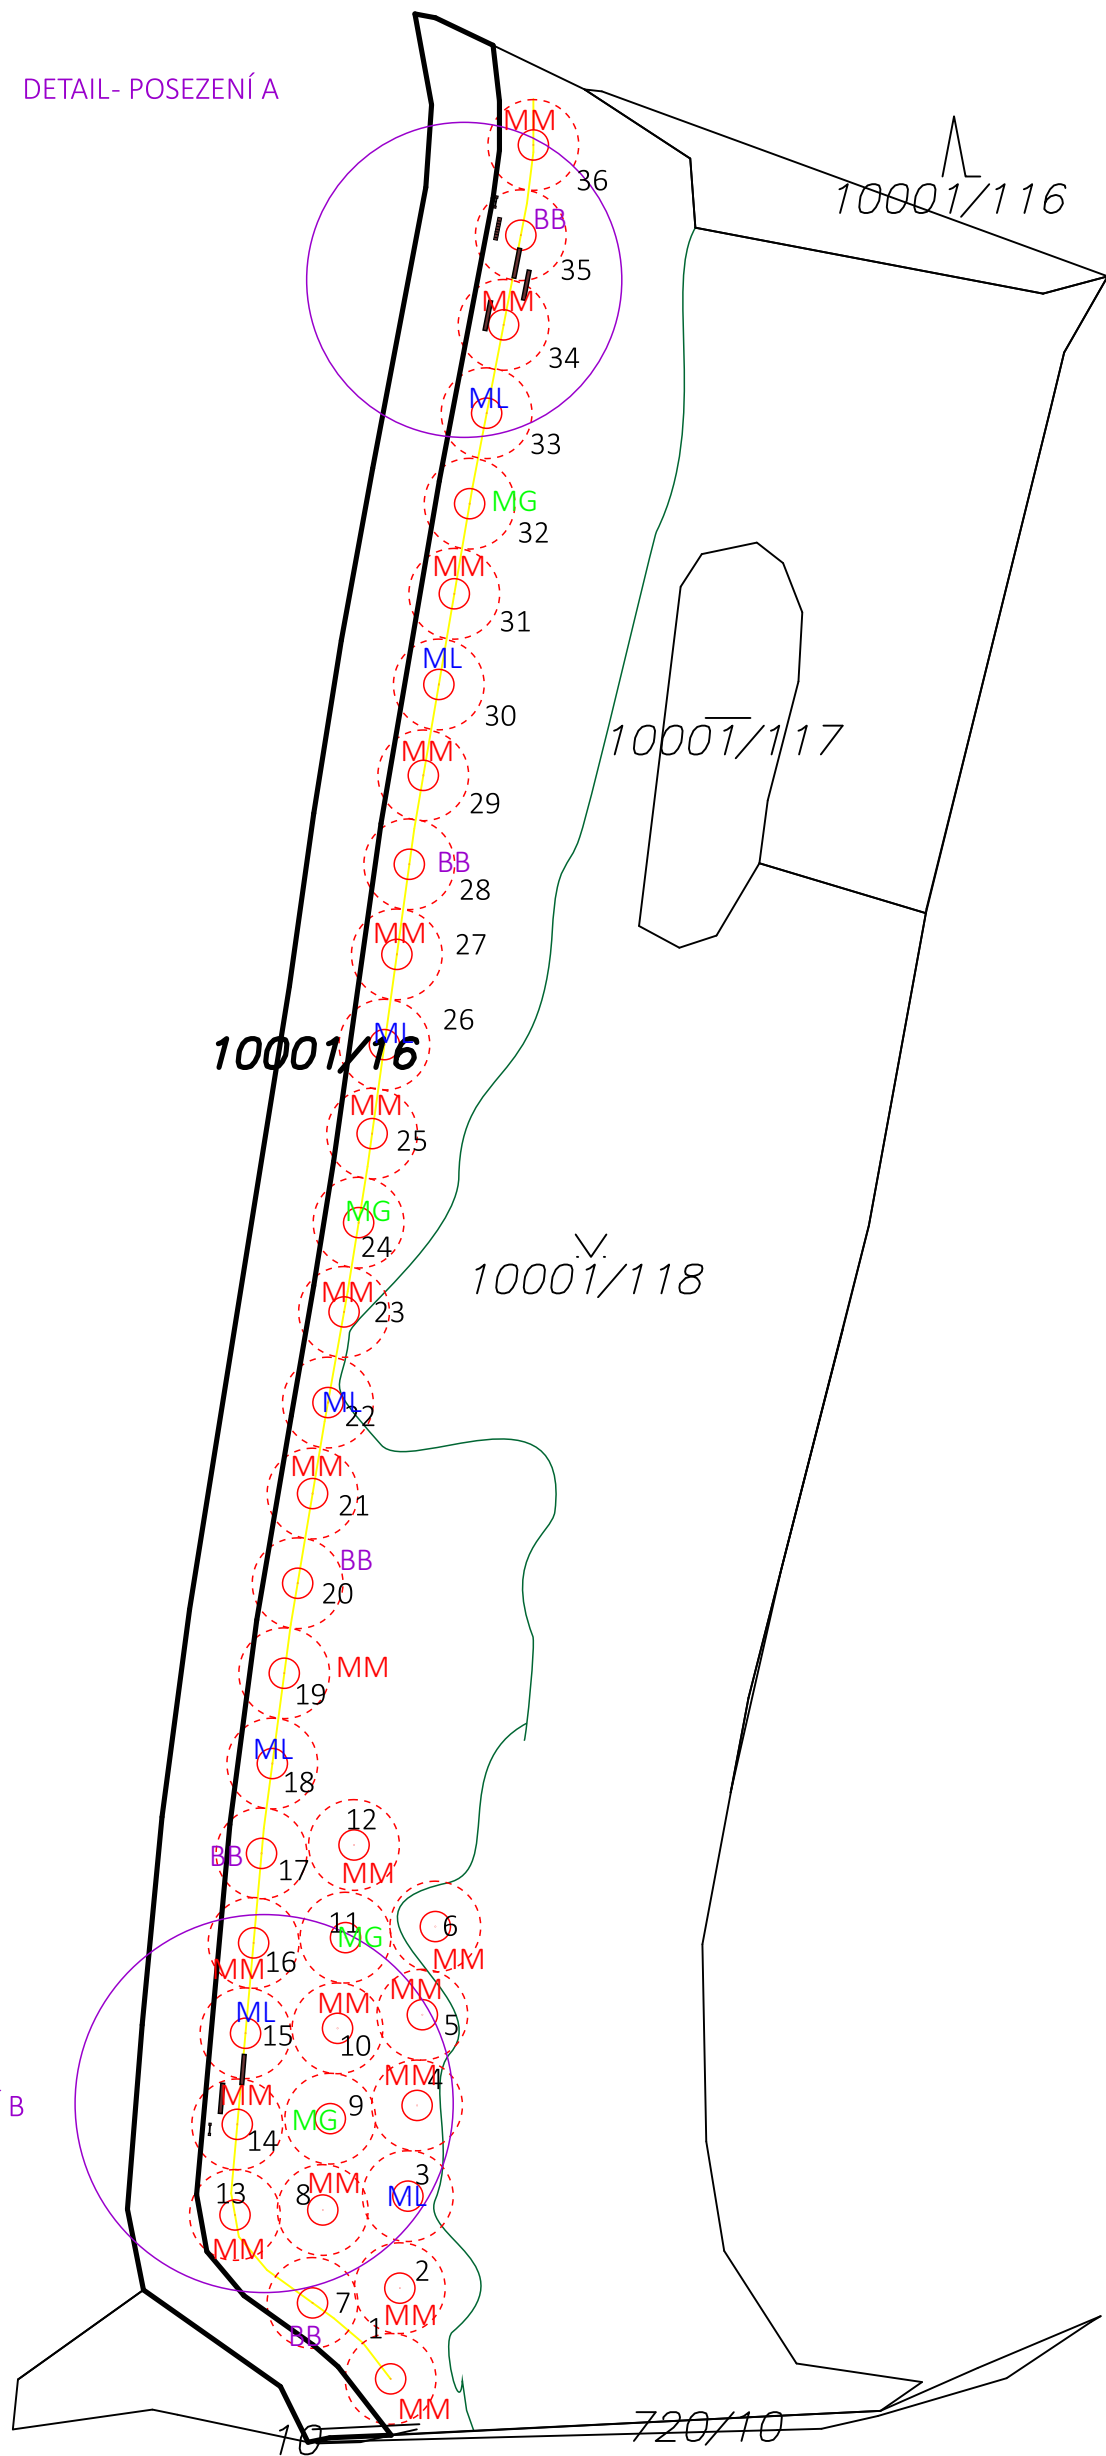 DETAIL- POSEZENÍ A
MM
36
10001/116
BB
35
MM
34
ML
33
MG
32
MM
31
ML
30
10001/117
MM
29
BB
28
MM
27
26
ML
10001/16
MM
25
MG
24
10001/118
MM
23
ML
22
MM
21
BB
20
MM
19
ML
18
12
MM
BB
17
11
MG
6
MM
16
MM
MM
5
ML
15
MM
10
MM
4
MM
14
MG
9
B
3
ML
MM
8
13
MM
2
MM
7
BB
1
MM
10
720/10